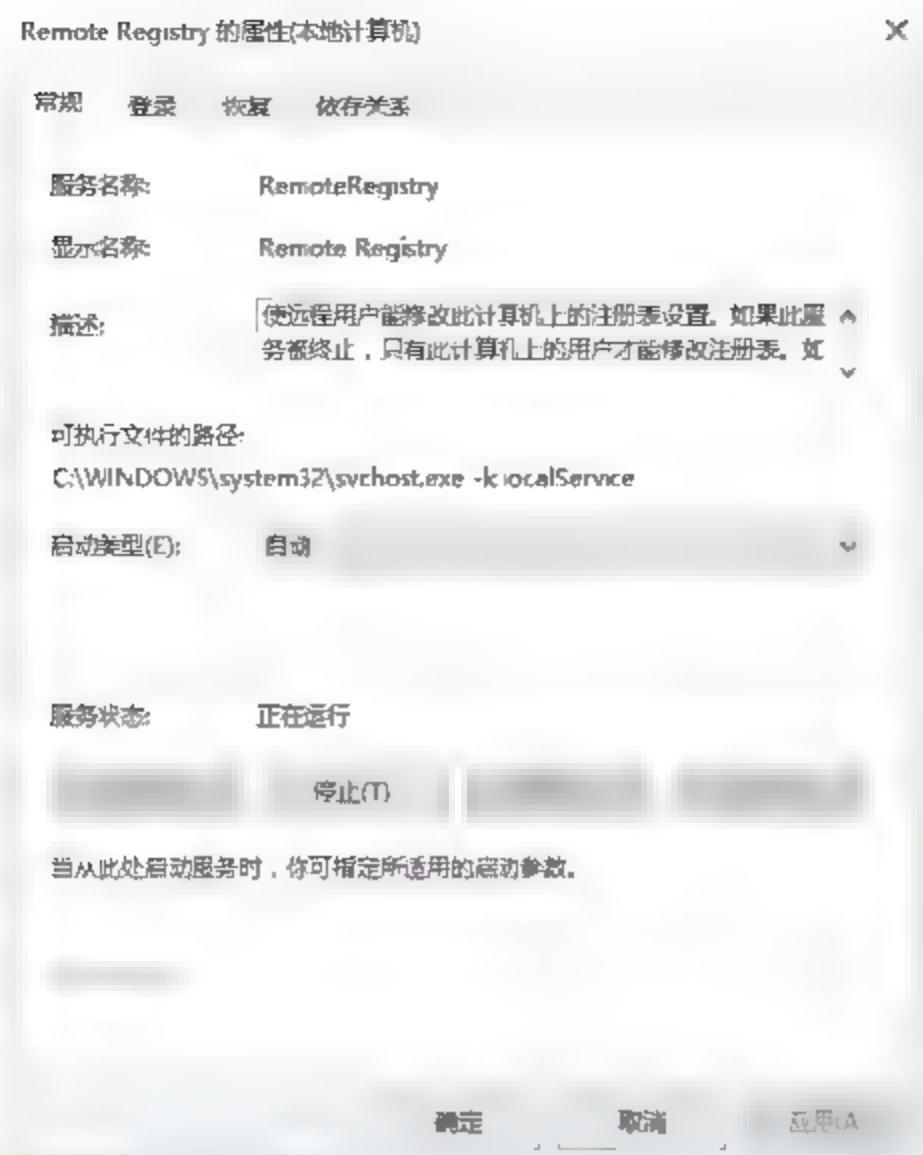 Remote Registry 的属性(本地计算机)
常规 登录 恢复 依存关系
服务名称: RemoteRegistry
显示名称: Remote Registry
描述: 使远程用户能修改此计算机上的注册表设置。如果此服
务被终止，只有此计算机上的用户才能修改注册表。如
可执行文件的路径:
C:\WINDOWS\system32\svchost.exe -k localService
启动类型(E): 自动
服务状态: 正在运行
停止(T)
当从此处启动服务时，你可指定所适用的启动参数。
确定 取消 应用(A